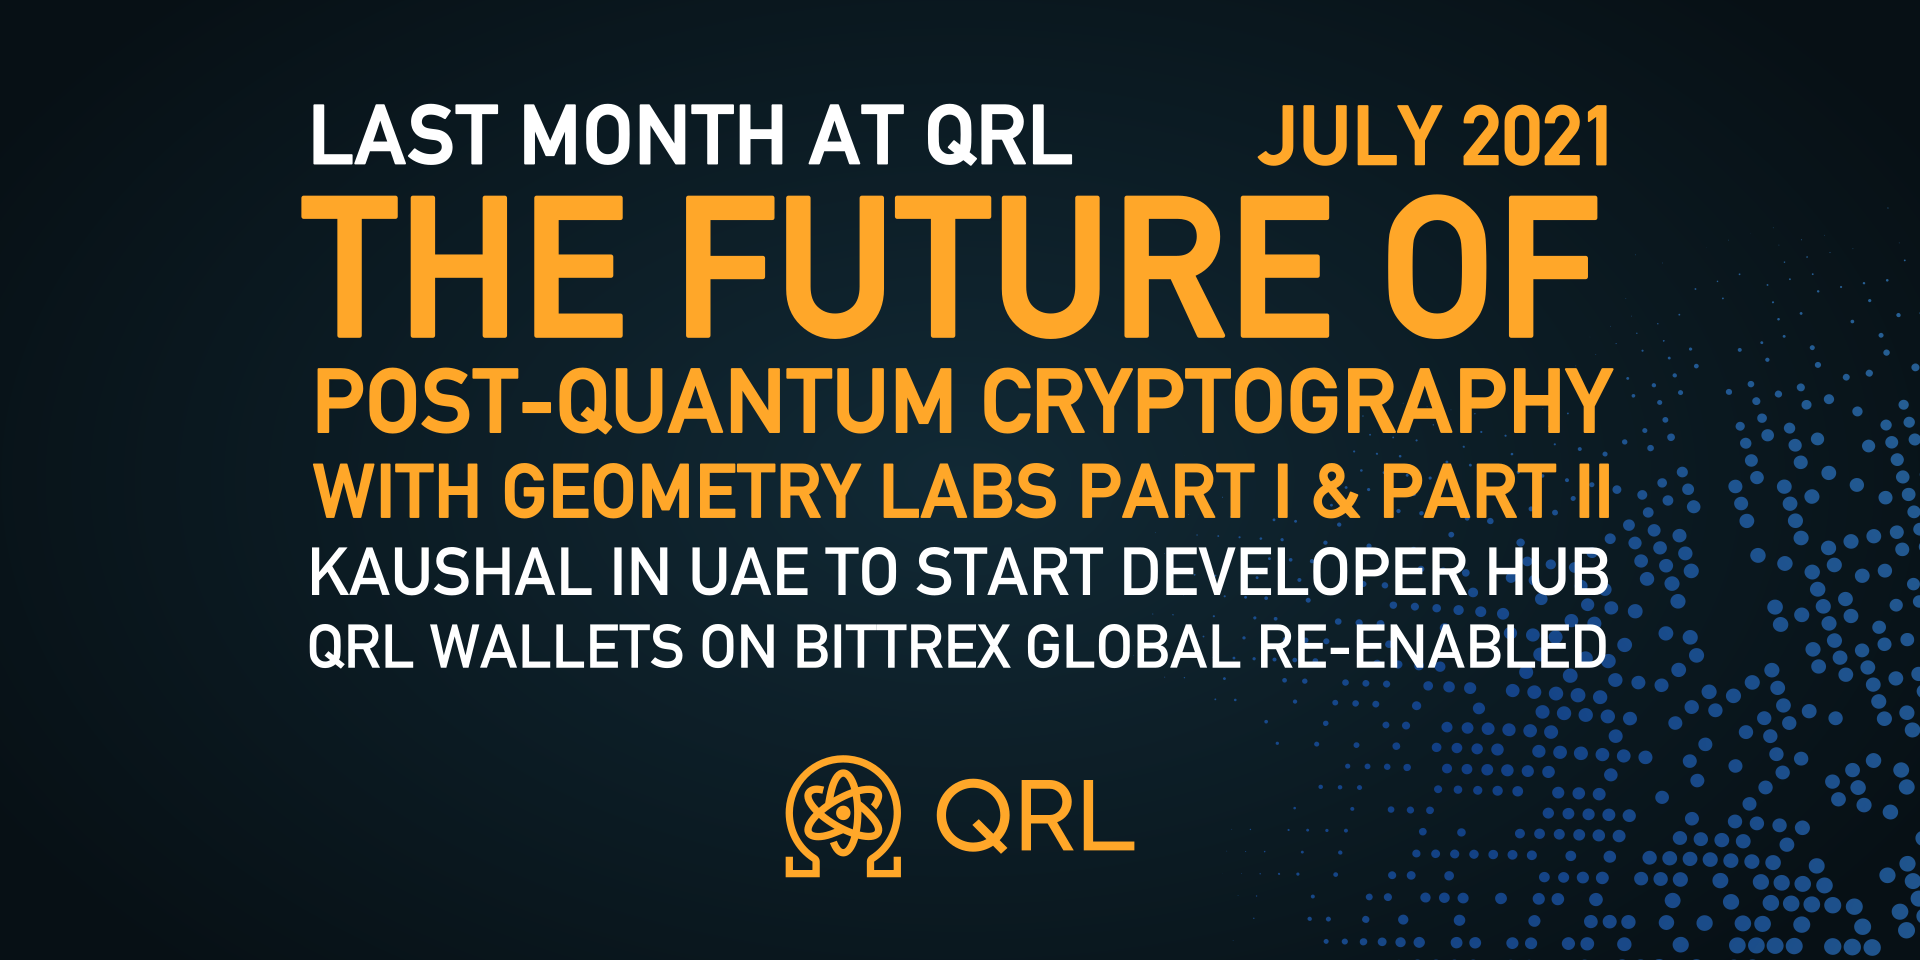 LAST MONTH AT QRL JULY 2021
THE FUTURE OF
POST-QUANTUM CRYPTOGRAPHY
WITH GEOMETRY LABS PART I & PART II
KAUSHAL IN UAE TO START DEVELOPER HUB
QRL WALLETS ON BITTREX GLOBAL RE-ENABLED
QRL